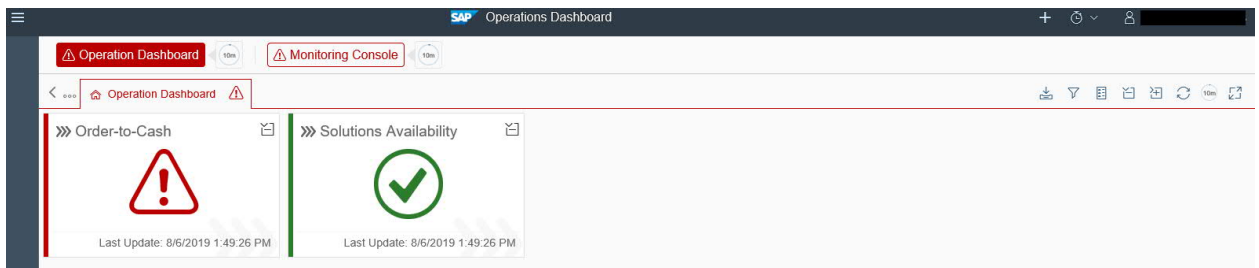 SAP Operations Dashboard
Operation Dashboard 10m Monitoring Console 10m
Operation Dashboard 10m
Order-to-Cash Solutions Availability
Last Update: 8/6/2019 1:49:26 PM Last Update: 8/6/2019 1:49:26 PM